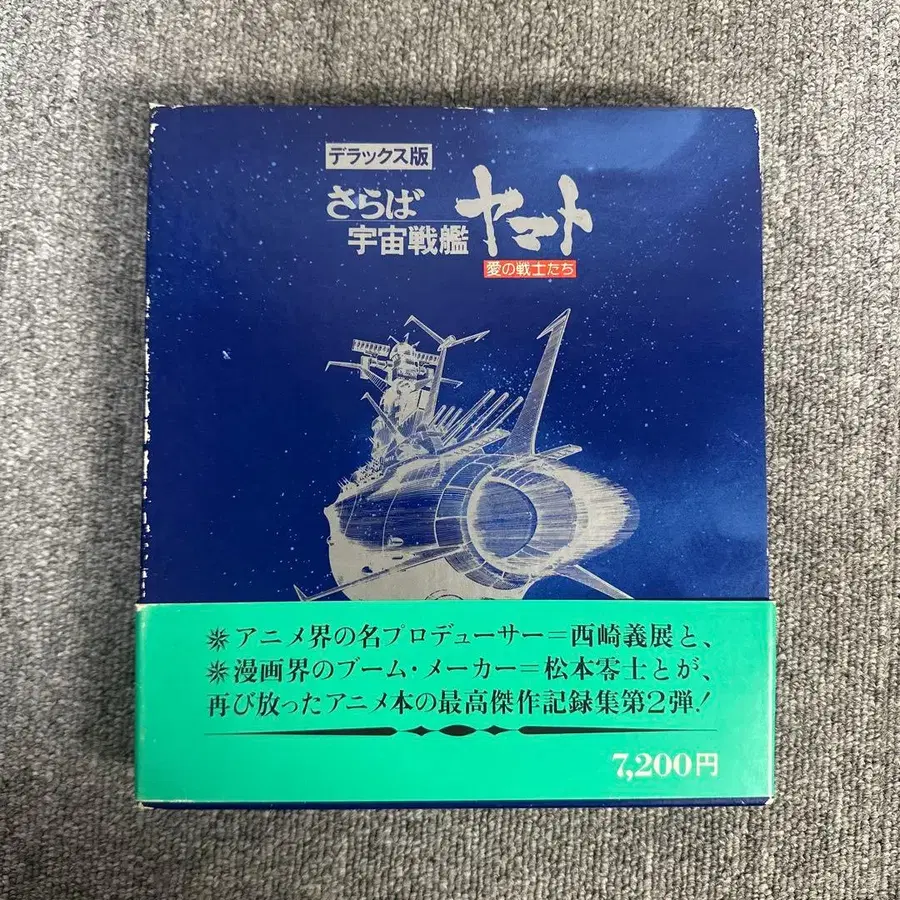 デラックス版
さらば
宇宙戦艦
ヤマト
愛の戦士たち
✵アニメ界の名プロデューサー=西崎義展と、
✵漫画界のブーム・メーカー=松本零士とが、
再び放ったアニメ本の最高傑作記録集第2弾!
7,200円